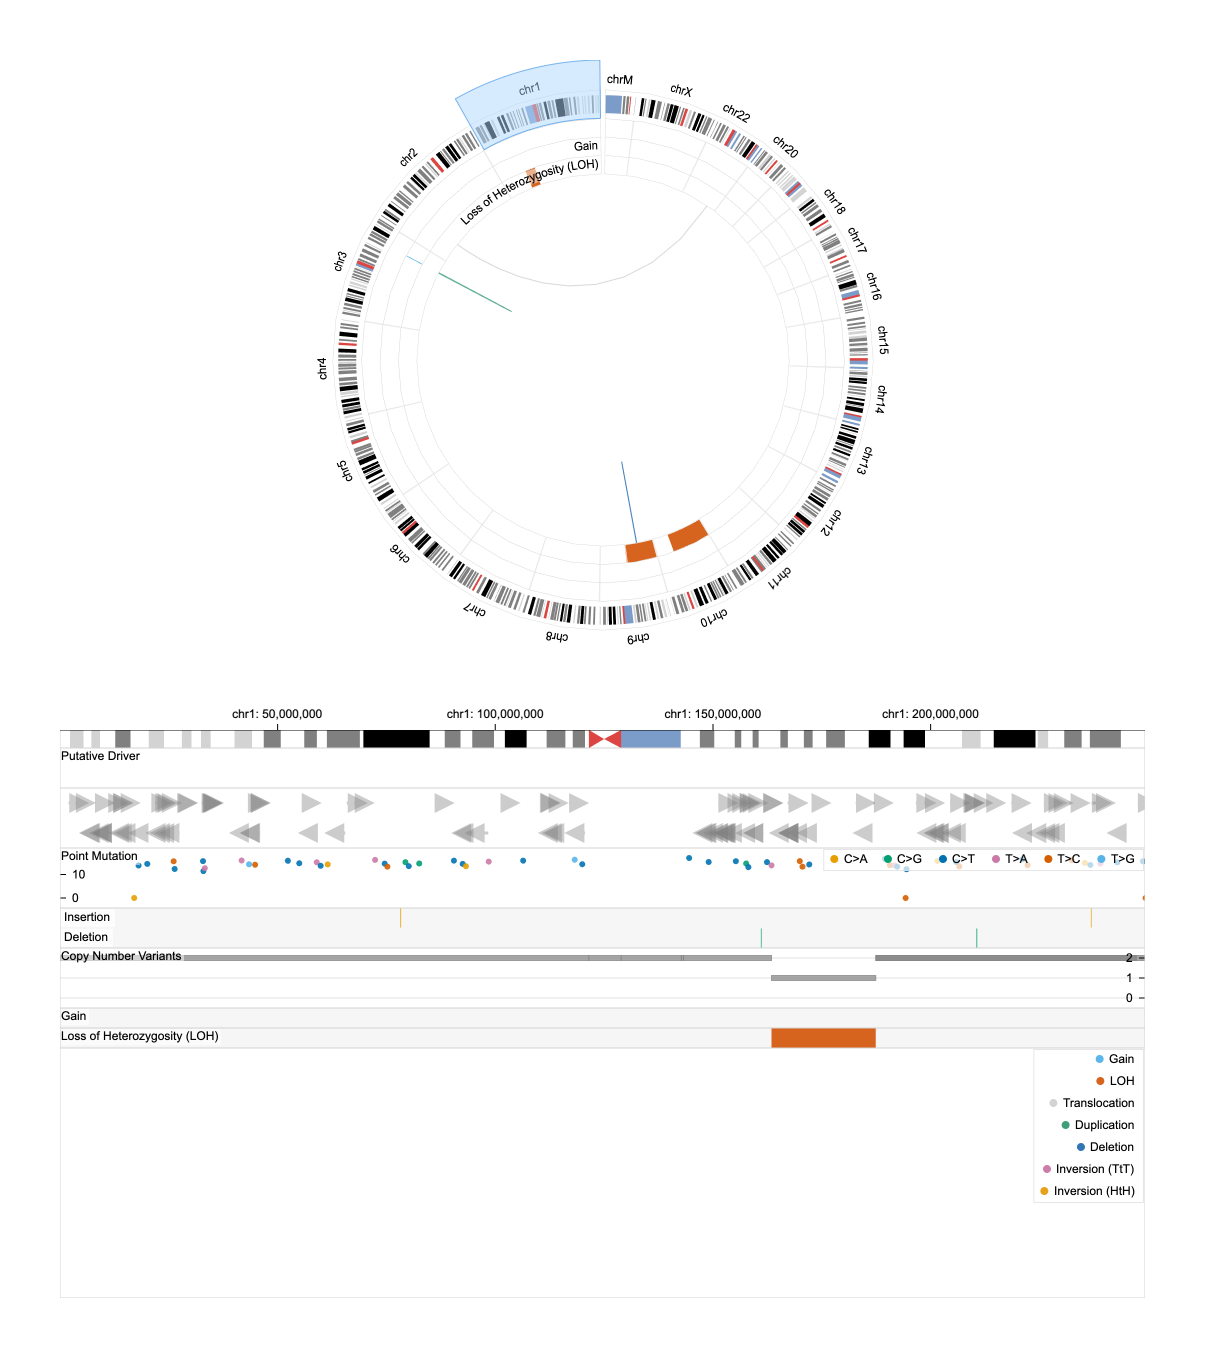 chrM
chr1
chrX
chr22
chr2
chr20
Gain
Loss of Heterozygosity (LOH)
chr18
chr17
chr3
chr16
chr15
chr4
chr14
chr13
chr5
chr12
chr6
chr11
chr7
chr10
chr8
chr9
chr1: 50,000,000
chr1: 100,000,000
chr1: 150,000,000
chr1: 200,000,000
Putative Driver
Point Mutation
C>A C>G C>T T>A T>C T>G
10
0
Insertion
Deletion
Copy Number Variants
2
1
0
Gain
Loss of Heterozygosity (LOH)
Gain
LOH
Translocation
Duplication
Deletion
Inversion (TtT)
Inversion (HtH)